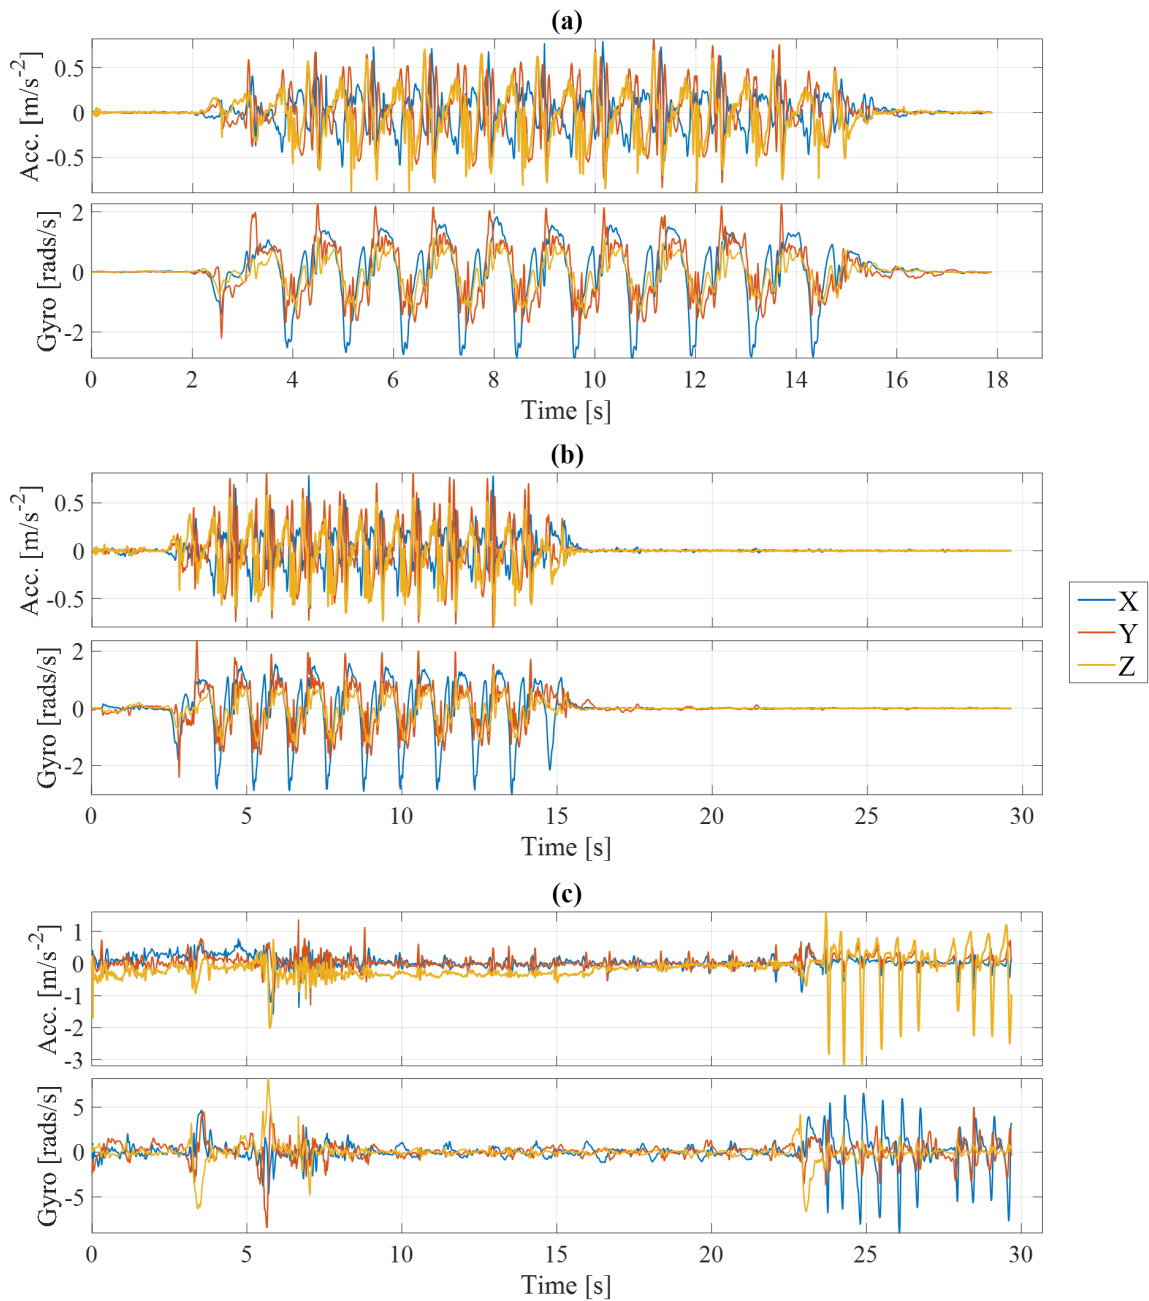 (a)
Acc. [m/s⁻²]
0.5
0
-0.5
Gyro [rads/s]
2
0
-2
0 2 4 6 8 10 12 14 16 18
Time [s]
(b)
Acc. [m/s⁻²]
0.5
0
-0.5
Gyro [rads/s]
2
0
-2
0 5 10 15 20 25 30
Time [s]
X
Y
Z
(c)
Acc. [m/s⁻²]
1
0
-1
-2
-3
Gyro [rads/s]
5
0
-5
0 5 10 15 20 25 30
Time [s]